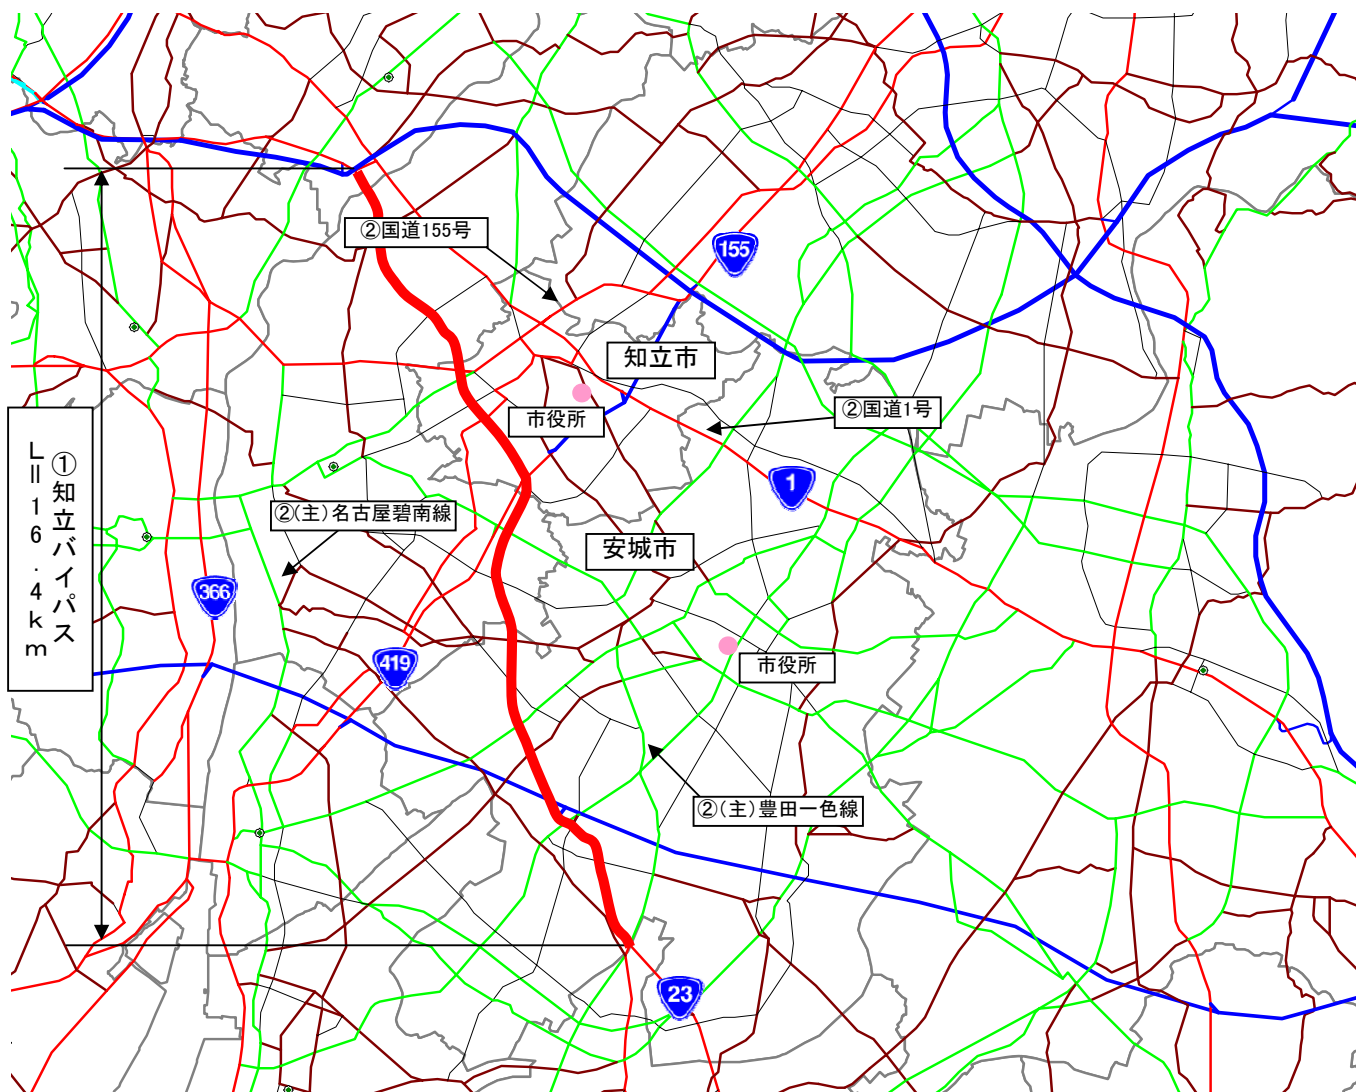 ②国道155号
155
知立市
②国道1号
市役所
①知立バイパス
L=16.4km
②(主)名古屋碧南線
1
安城市
366
市役所
419
②(主)豊田一色線
23